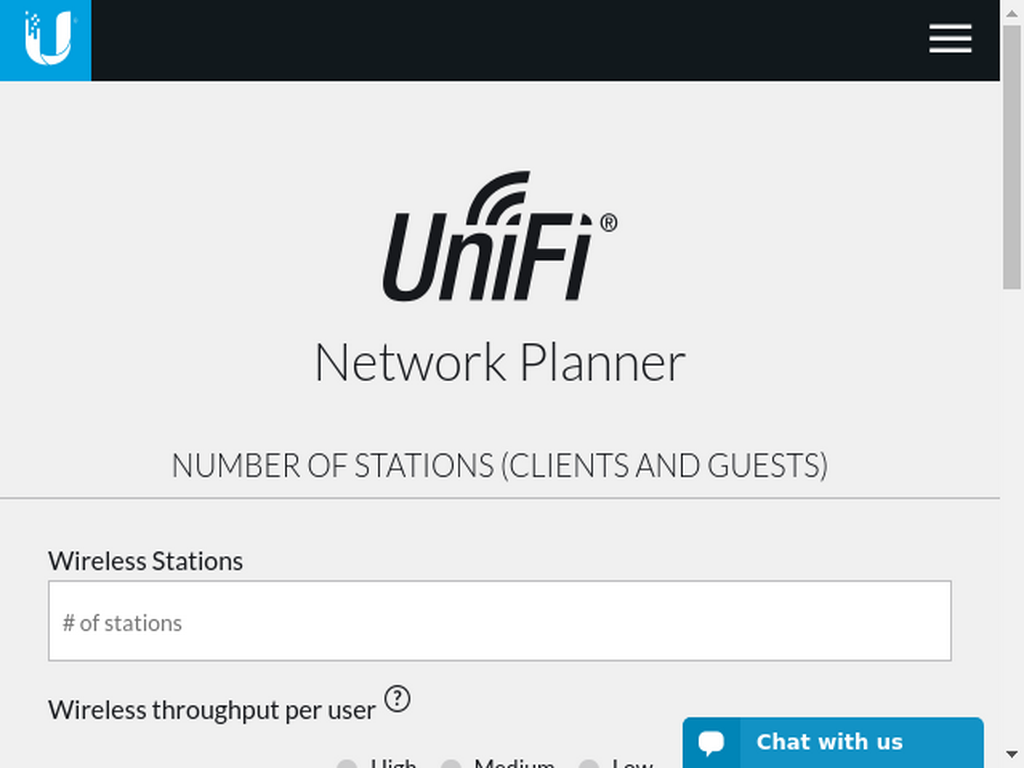 UniFi®
Network Planner
NUMBER OF STATIONS (CLIENTS AND GUESTS)
Wireless Stations
# of stations
Wireless throughput per user ?
High Medium Low
Chat with us